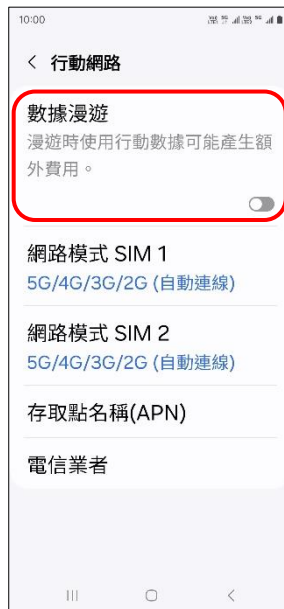 10:00
行動網路
數據漫遊
漫遊時使用行動數據可能產生額
外費用。
網路模式 SIM 1
5G/4G/3G/2G (自動連線)
網路模式 SIM 2
5G/4G/3G/2G (自動連線)
存取點名稱(APN)
電信業者